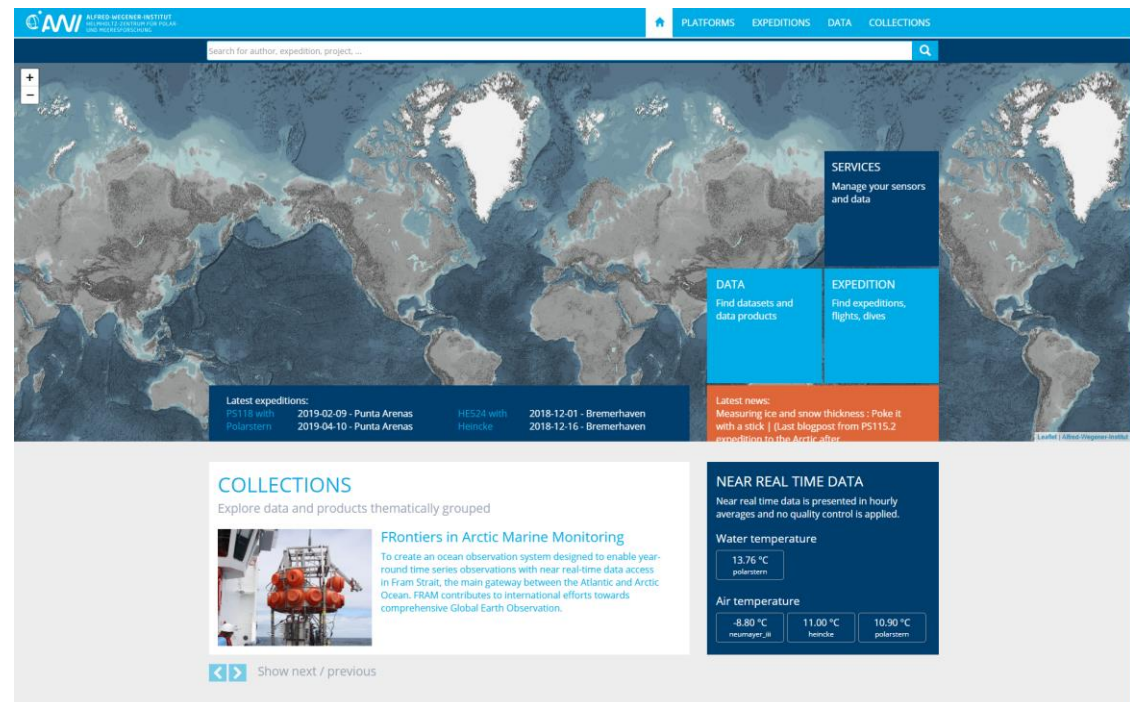 AWI ALFRED-WEGENER-INSTITUT
HELMHOLTZ-ZENTRUM FÜR POLAR-
UND MEERESFORSCHUNG
PLATFORMS EXPEDITIONS DATA COLLECTIONS
Search for author, expedition, project, ...
+
−
SERVICES
Manage your sensors
and data
DATA
Find datasets and
data products
EXPEDITION
Find expeditions,
flights, dives
Latest expeditions:
PS118 with 2019-02-09 - Punta Arenas HE524 with 2018-12-01 - Bremerhaven
Polarstern 2019-04-10 - Punta Arenas Heincke 2018-12-16 - Bremerhaven
Latest news:
Measuring ice and snow thickness : Poke it
with a stick | (Last blogpost from PS115.2
expedition to the Arctic after
Leaflet | Alfred-Wegener-Institut
COLLECTIONS
Explore data and products thematically grouped
FRontiers in Arctic Marine Monitoring
To create an ocean observation system designed to enable year-
round time series observations with near real-time data access
in Fram Strait, the main gateway between the Atlantic and Arctic
Ocean. FRAM contributes to international efforts towards
comprehensive Global Earth Observation.
Show next / previous
NEAR REAL TIME DATA
Near real time data is presented in hourly
averages and no quality control is applied.
Water temperature
13.76 °C
polarstern
Air temperature
-8.80 °C 11.00 °C 10.90 °C
neumayer_iii heincke polarstern